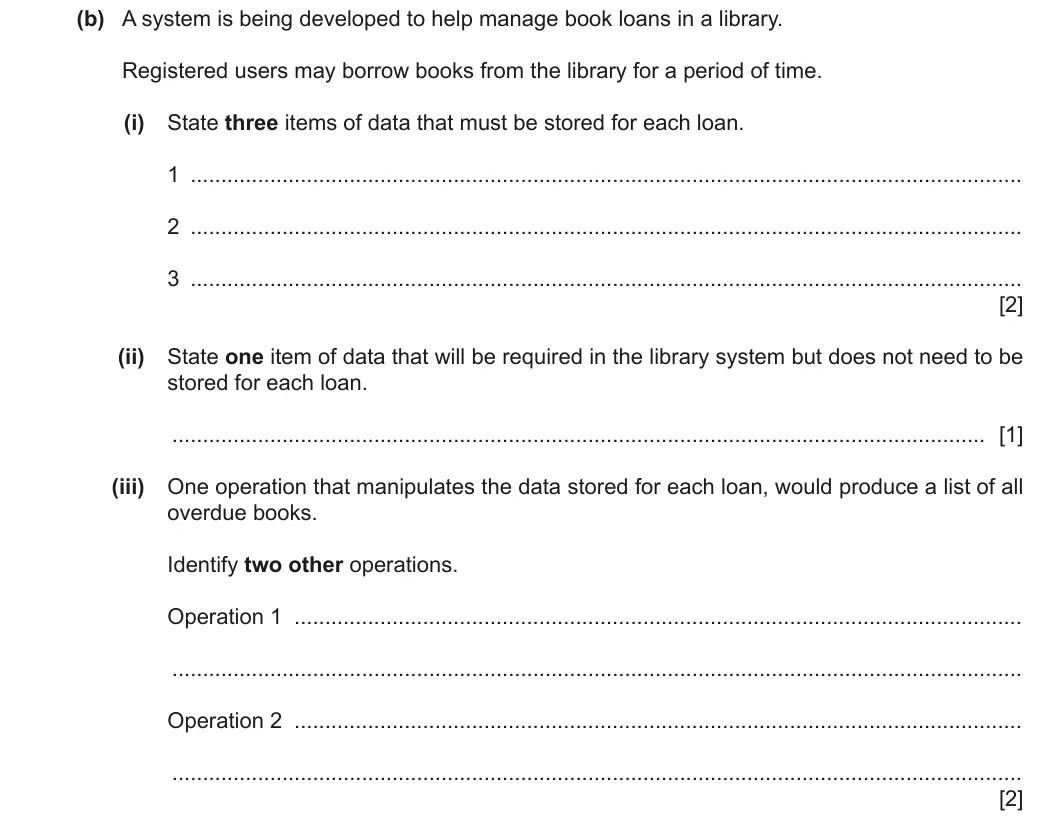 (b) A system is being developed to help manage book loans in a library.
Registered users may borrow books from the library for a period of time.
(i) State three items of data that must be stored for each loan.
1 ........................................................................................................................................
2 ........................................................................................................................................
3 ........................................................................................................................................
[2]
(ii) State one item of data that will be required in the library system but does not need to be
stored for each loan.
..................................................................................................................................... [1]
(iii) One operation that manipulates the data stored for each loan, would produce a list of all
overdue books.
Identify two other operations.
Operation 1 .......................................................................................................................
...........................................................................................................................................
Operation 2 .......................................................................................................................
...........................................................................................................................................
[2]